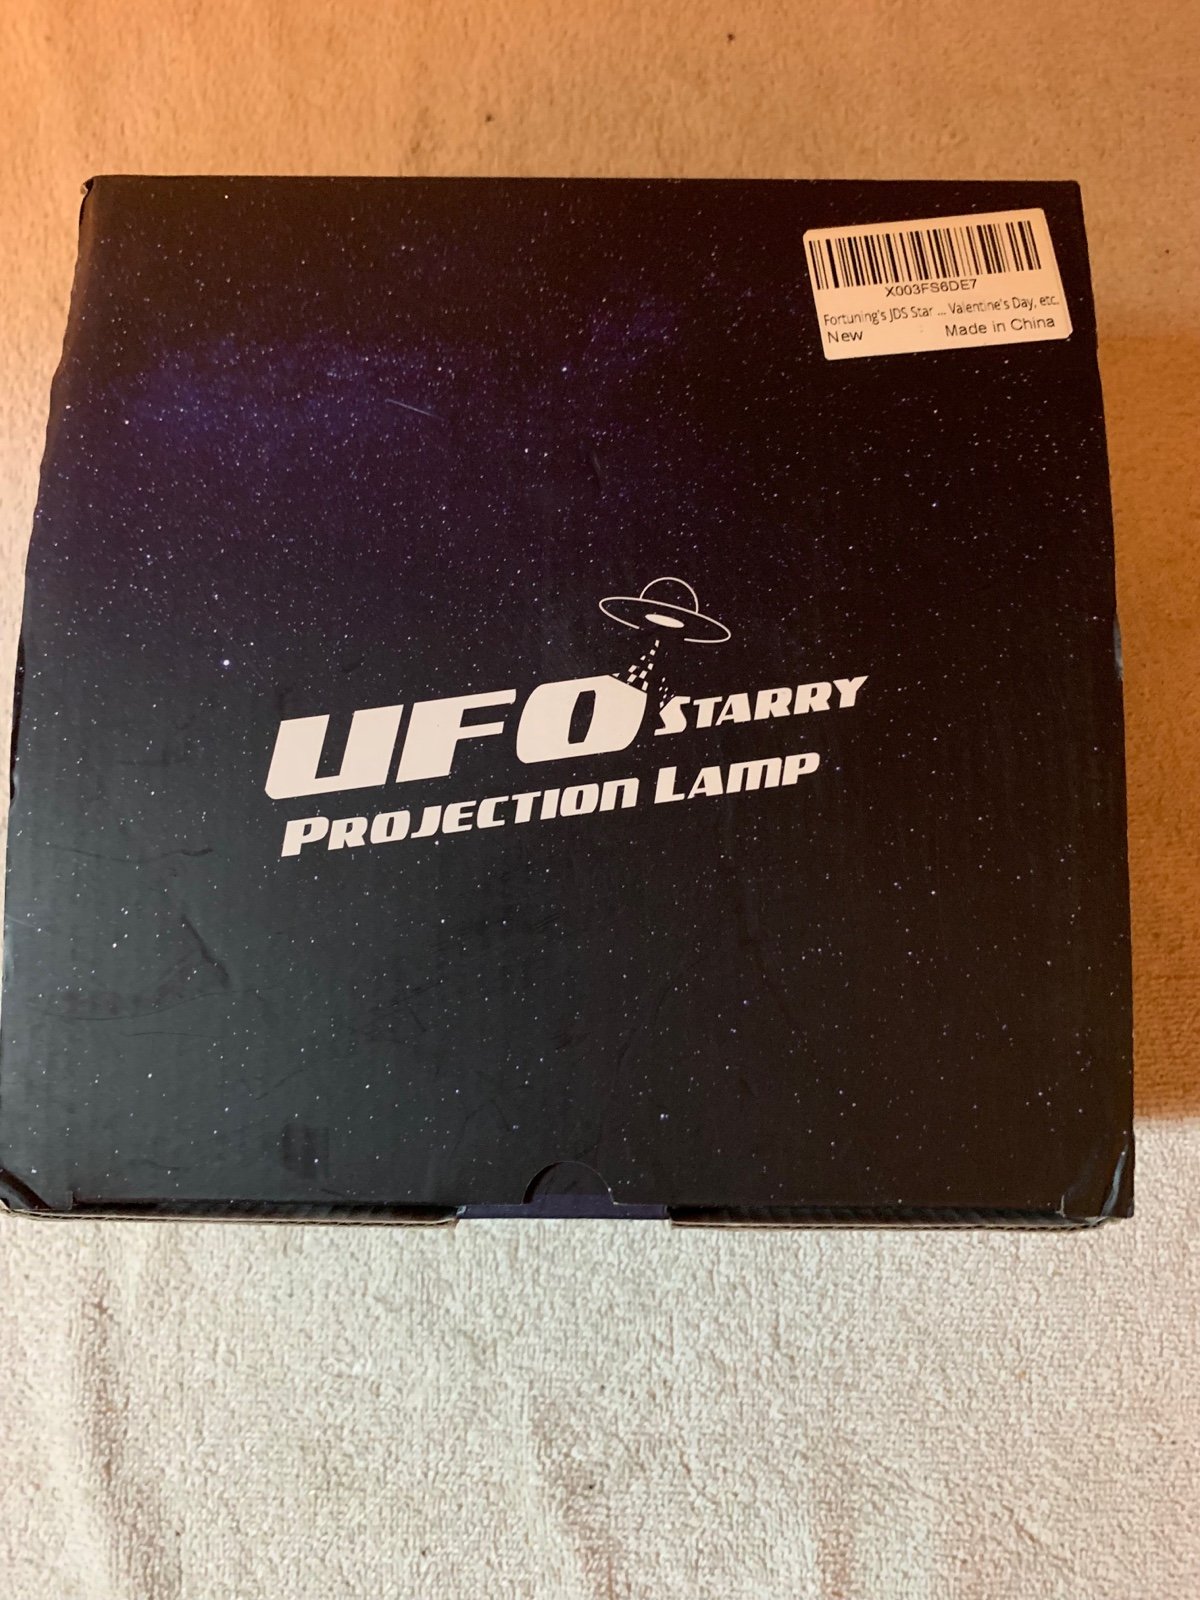 X003FS6DE7
Fortuning's JDS Star ... Valentine's Day, etc.
New Made in China
UFO STARRY
PROJECTION LAMP